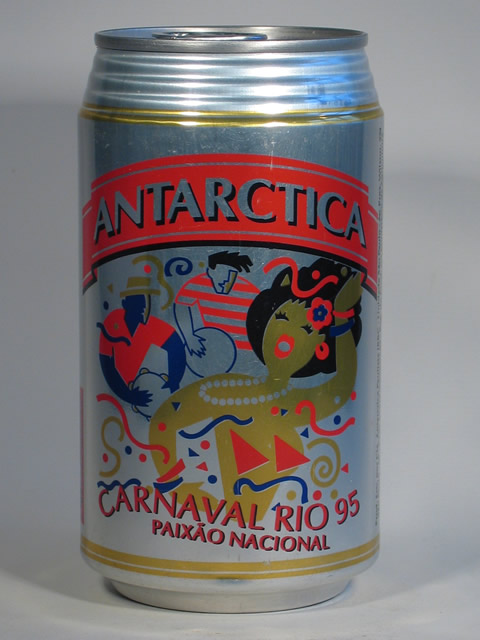 ANTARCTICA
CARNAVAL RIO 95
PAIXÃO NACIONAL